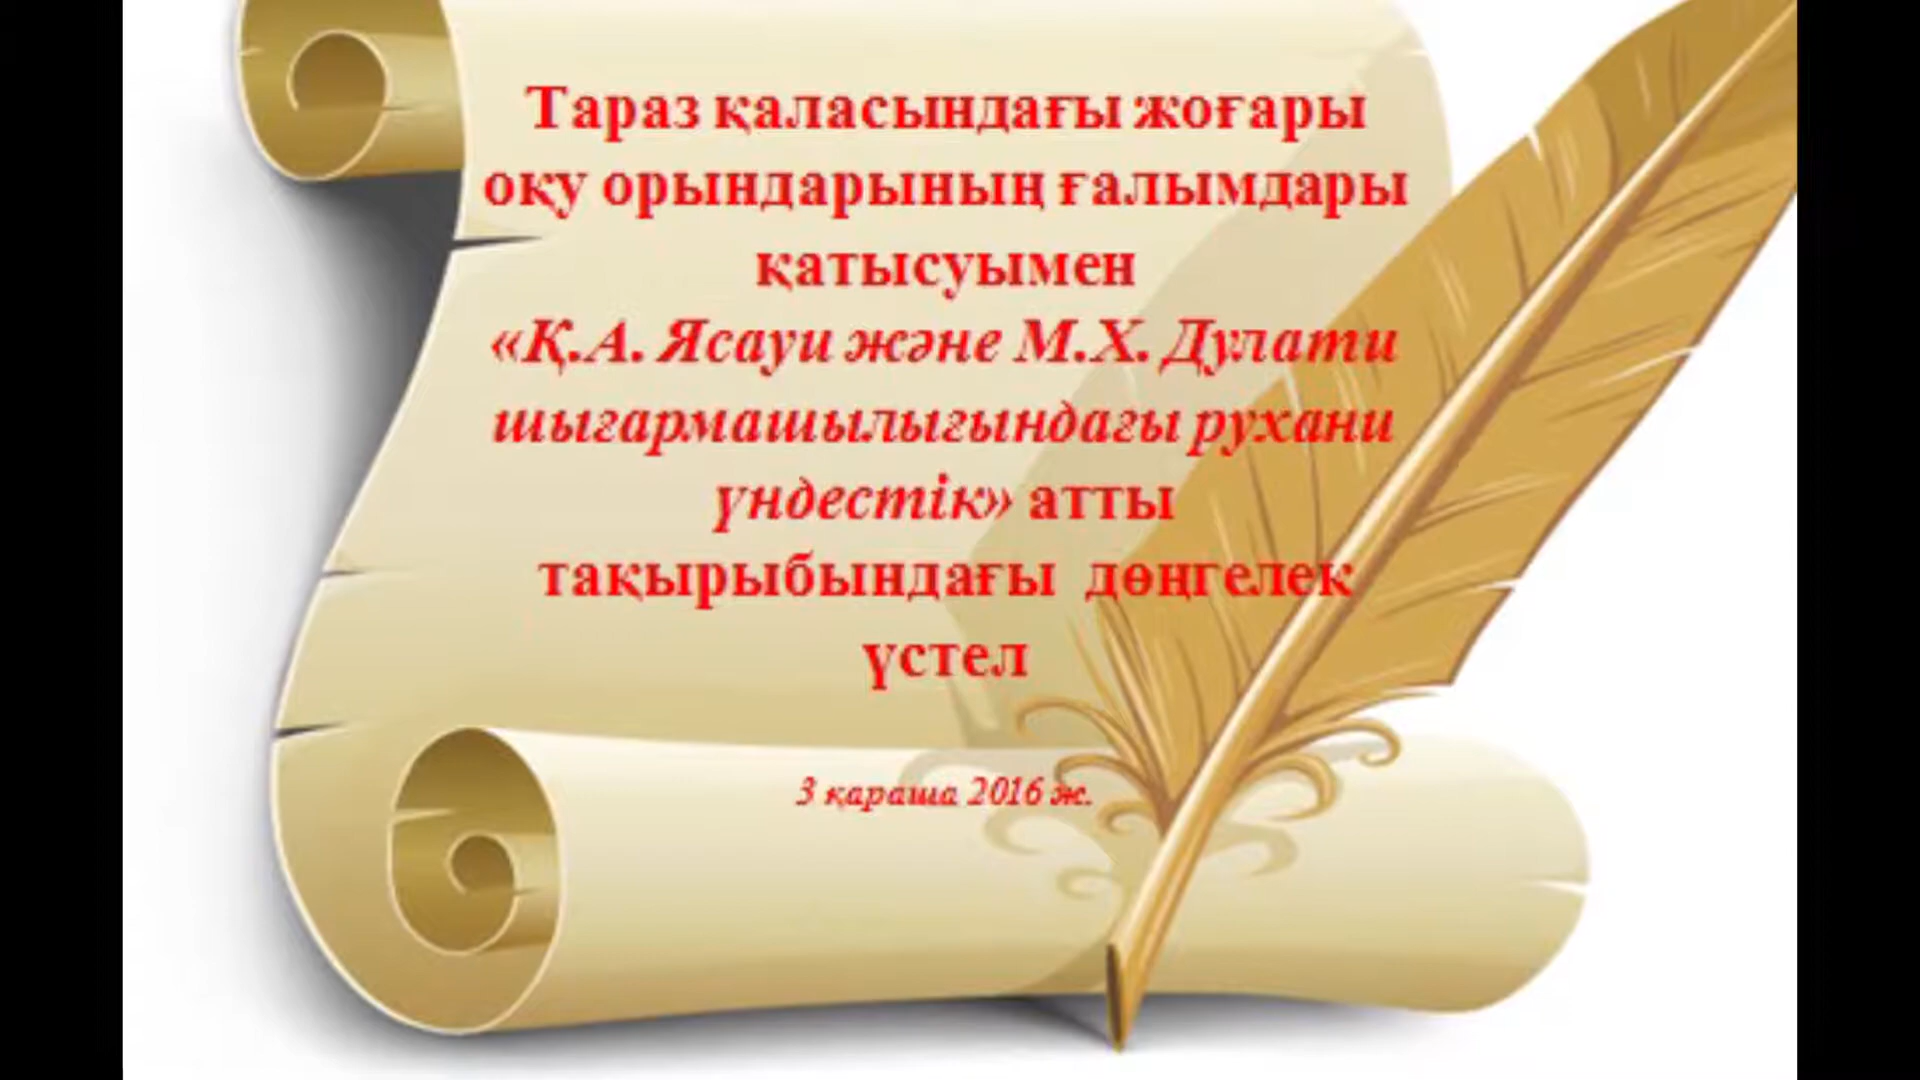 Тараз қаласындағы жоғары
оқу орындарының ғалымдары
қатысуымен
«Қ.А. Ясауи және М.Х. Дулати
шығармашылығындағы рухани
үндестік» атты
тақырыбындағы дөңгелек
үстел
3 қараша 2016 ж.